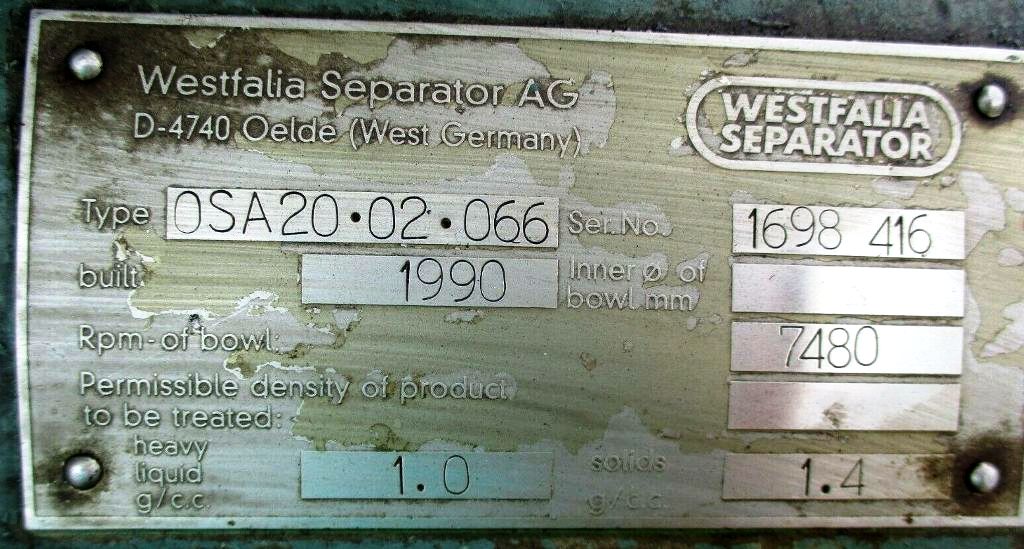 Westfalia Separator AG
D-4740 Oelde (West Germany)
WESTFALIA
SEPARATOR
Type OSA20•02•066 Ser. No. 1698 416
built: 1990 Inner ø of
bowl mm
Rpm-of bowl: 7480
Permissible density of product
to be treated:
heavy
liquid
g/c.c. 1.0 solids
g/c.c. 1.4